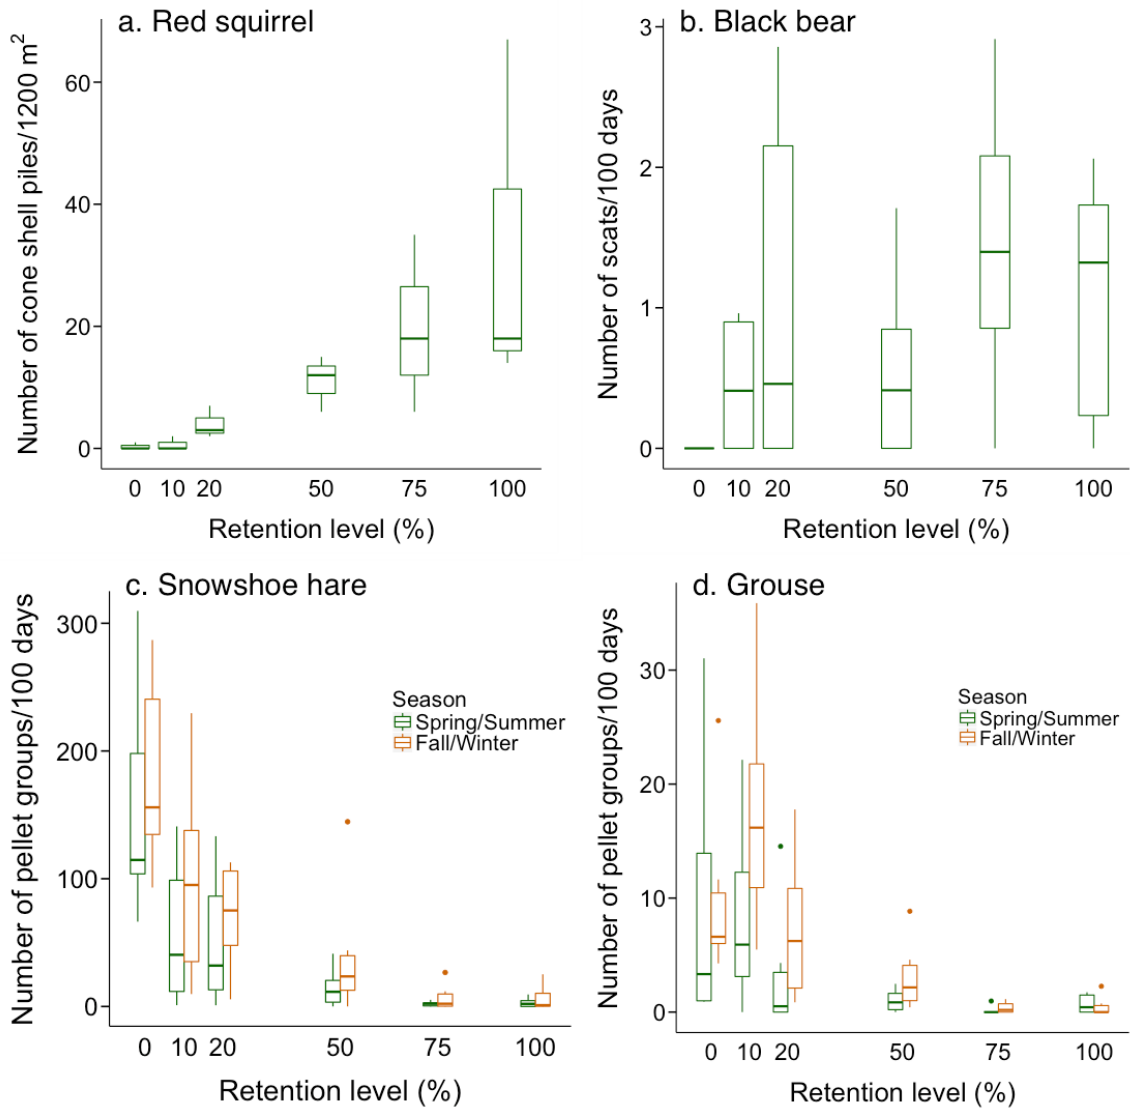 a. Red squirrel
Number of cone shell piles/1200 m²
60
40
20
0
0 10 20 50 75 100
Retention level (%)
b. Black bear
Number of scats/100 days
3
2
1
0
0 10 20 50 75 100
Retention level (%)
c. Snowshoe hare
Number of pellet groups/100 days
300
200
100
0
Season
Spring/Summer
Fall/Winter
0 10 20 50 75 100
Retention level (%)
d. Grouse
Number of pellet groups/100 days
30
20
10
0
Season
Spring/Summer
Fall/Winter
0 10 20 50 75 100
Retention level (%)